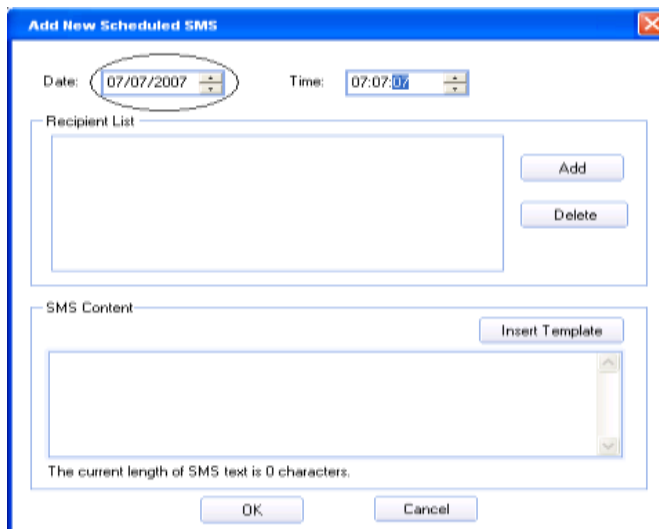 Add New Scheduled SMS
Date: 07/07/2007 Time: 07:07:07
Recipient List
Add
Delete
SMS Content
Insert Template
The current length of SMS text is 0 characters.
OK Cancel